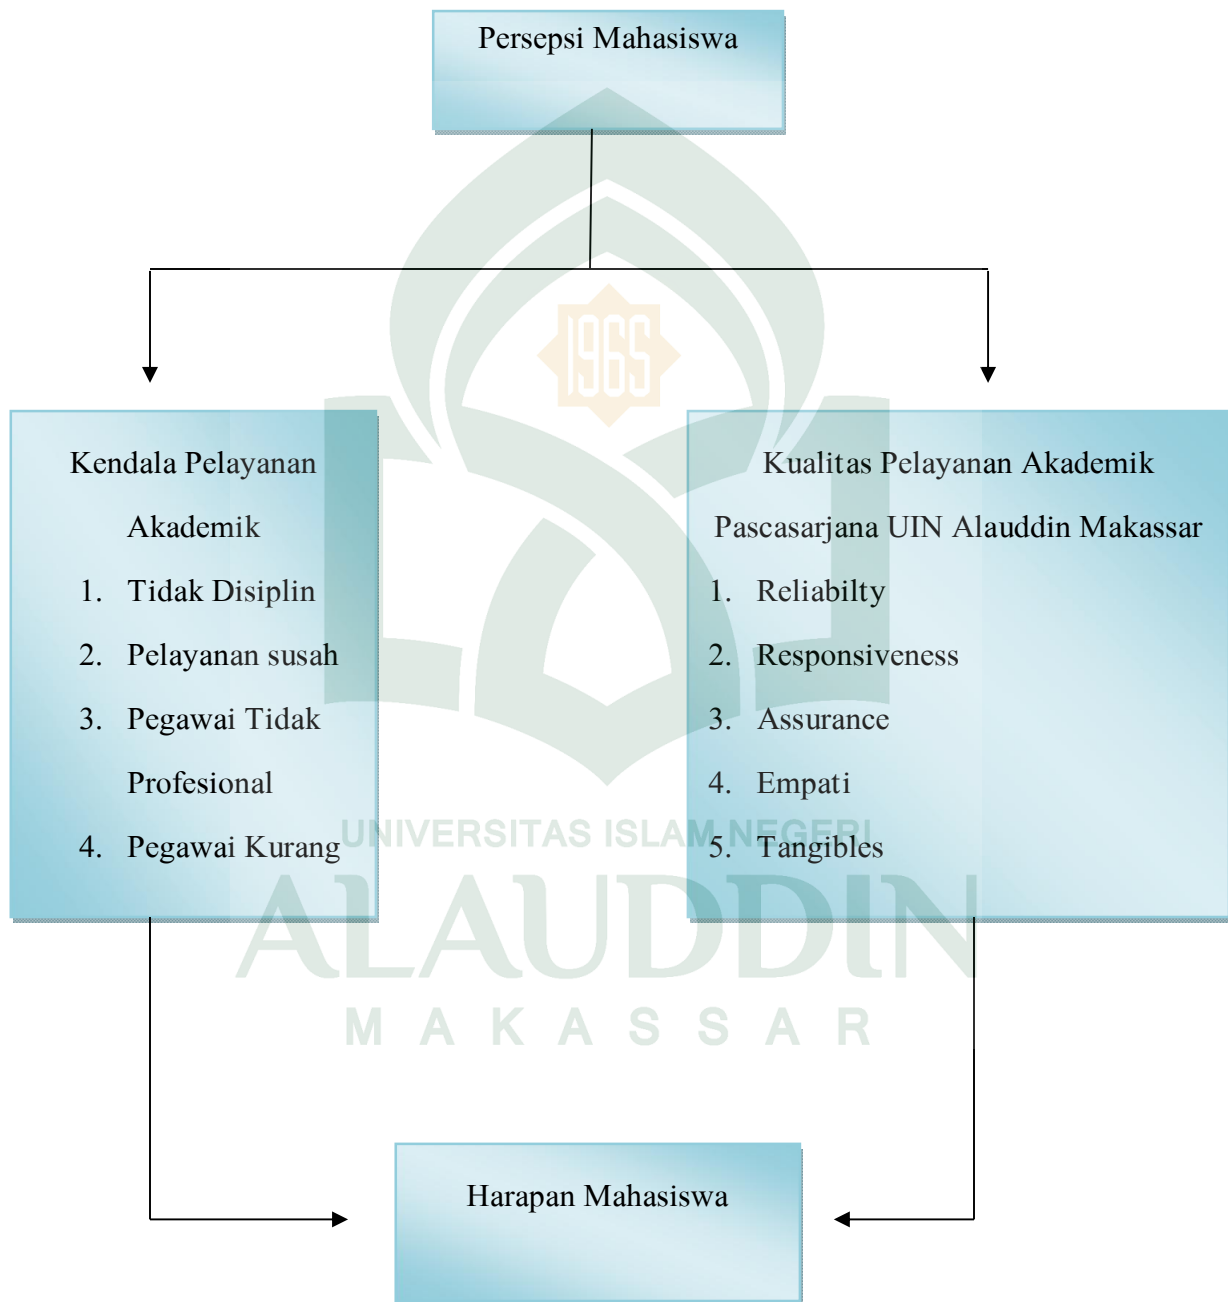 Persepsi Mahasiswa
1965
Kendala Pelayanan
Akademik
1. Tidak Disiplin
2. Pelayanan susah
3. Pegawai Tidak
Profesional
4. Pegawai Kurang
Kualitas Pelayanan Akademik
Pascasarjana UIN Alauddin Makassar
1. Reliabilty
2. Responsiveness
3. Assurance
4. Empati
5. Tangibles
UNIVERSITAS ISLAM NEGERI
ALAUDDIN
MAKASSAR
Harapan Mahasiswa